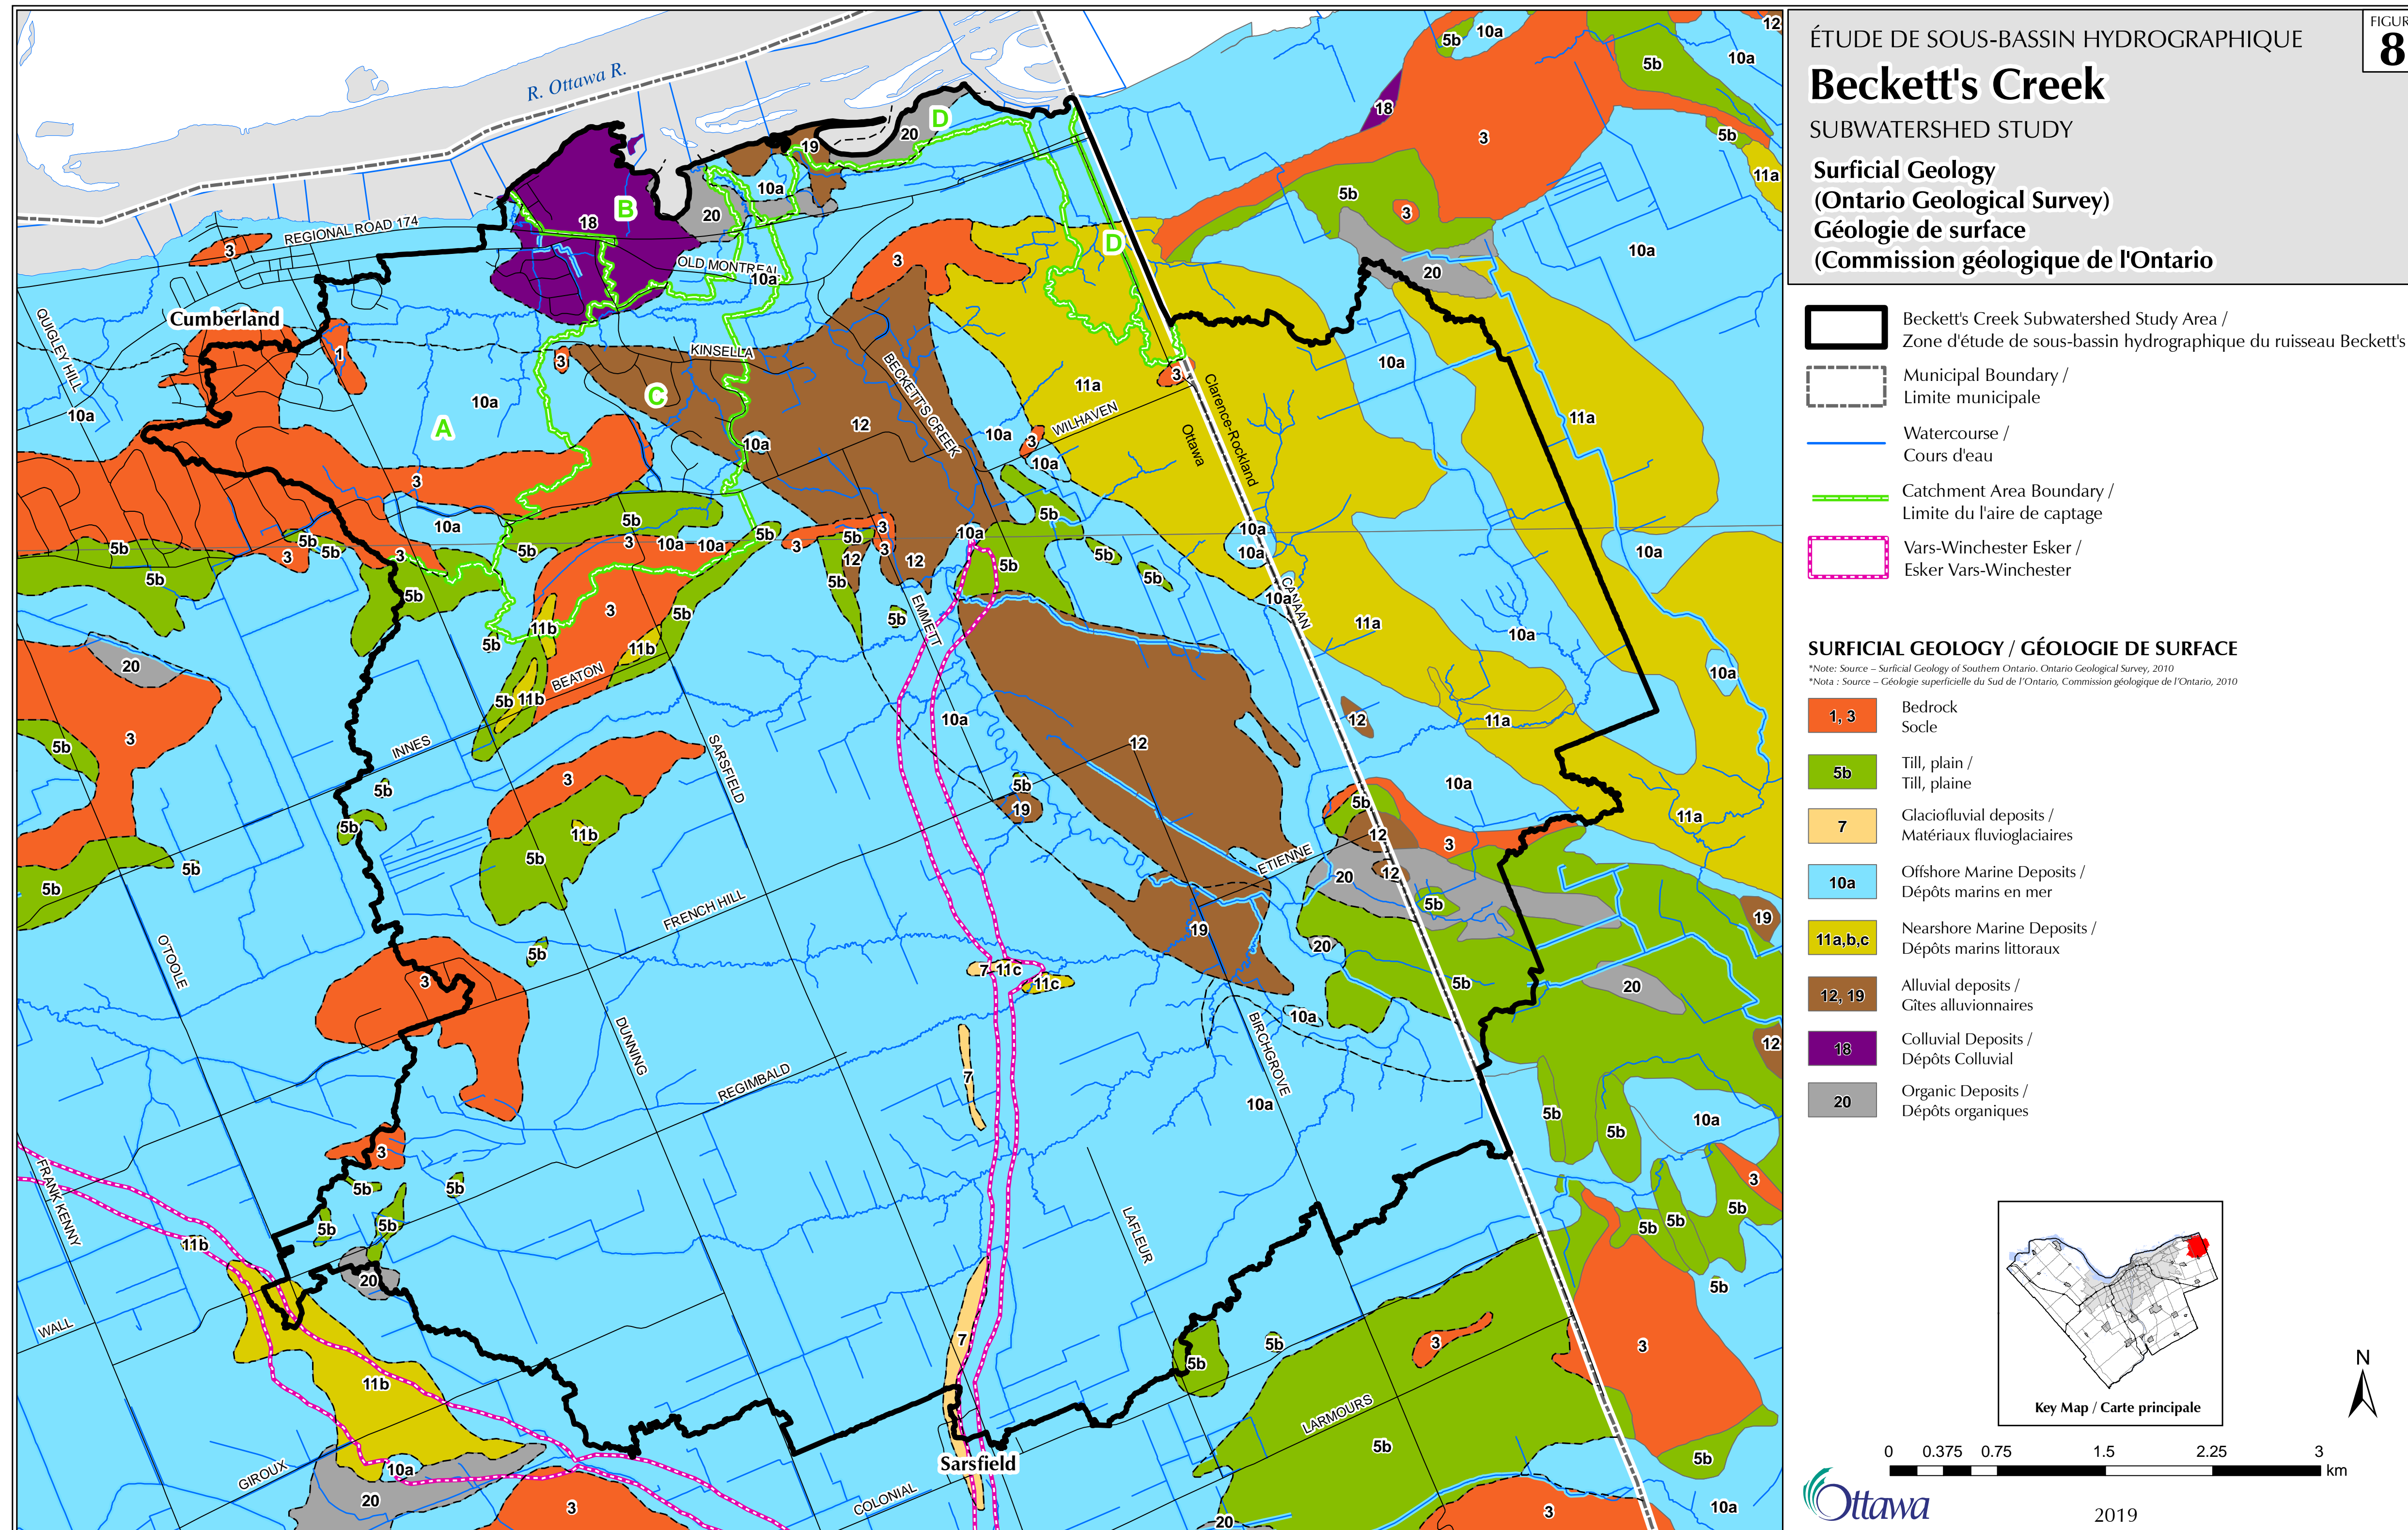 ÉTUDE DE SOUS-BASSIN HYDROGRAPHIQUE
Beckett's Creek
SUBWATERSHED STUDY
Surficial Geology
(Ontario Geological Survey)
Géologie de surface
(Commission géologique de l'Ontario
8
Beckett's Creek Subwatershed Study Area /
Zone d'étude de sous-bassin hydrographique du ruisseau Beckett's
Municipal Boundary /
Limite municipale
Watercourse /
Cours d'eau
Catchment Area Boundary /
Limite du l'aire de captage
Vars-Winchester Esker /
Esker Vars-Winchester
SURFICIAL GEOLOGY / GÉOLOGIE DE SURFACE
*Note: Source – Surficial Geology of Southern Ontario. Ontario Geological Survey, 2010
*Nota : Source – Géologie superficielle du Sud de l'Ontario, Commission géologique de l'Ontario, 2010
1, 3 Bedrock
Socle
5b Till, plain /
Till, plaine
7 Glaciofluvial deposits /
Matériaux fluvioglaciaires
10a Offshore Marine Deposits /
Dépôts marins en mer
11a,b,c Nearshore Marine Deposits /
Dépôts marins littoraux
12, 19 Alluvial deposits /
Gîtes alluvionnaires
18 Colluvial Deposits /
Dépôts Colluvial
20 Organic Deposits /
Dépôts organiques
Key Map / Carte principale
N
0 0.375 0.75 1.5 2.25 3
km
Ottawa
2019
R. Ottawa R.
REGIONAL ROAD 174
OLD MONTREAL
Cumberland
QUIGLEY HILL
KINSELLA
BECKETT'S CREEK
WILHAVEN
Clarence-Rockland
Ottawa
CANAAN
EMMETT
BEATON
INNES
SARSFIELD
FRENCH HILL
ETIENNE
O'TOOLE
DUNNING
REGIMBALD
BIRCHGROVE
FRANK KENNY
LAFLEUR
WALL
GIROUX
LARMOURS
COLONIAL
Sarsfield
A
B
C
D
D